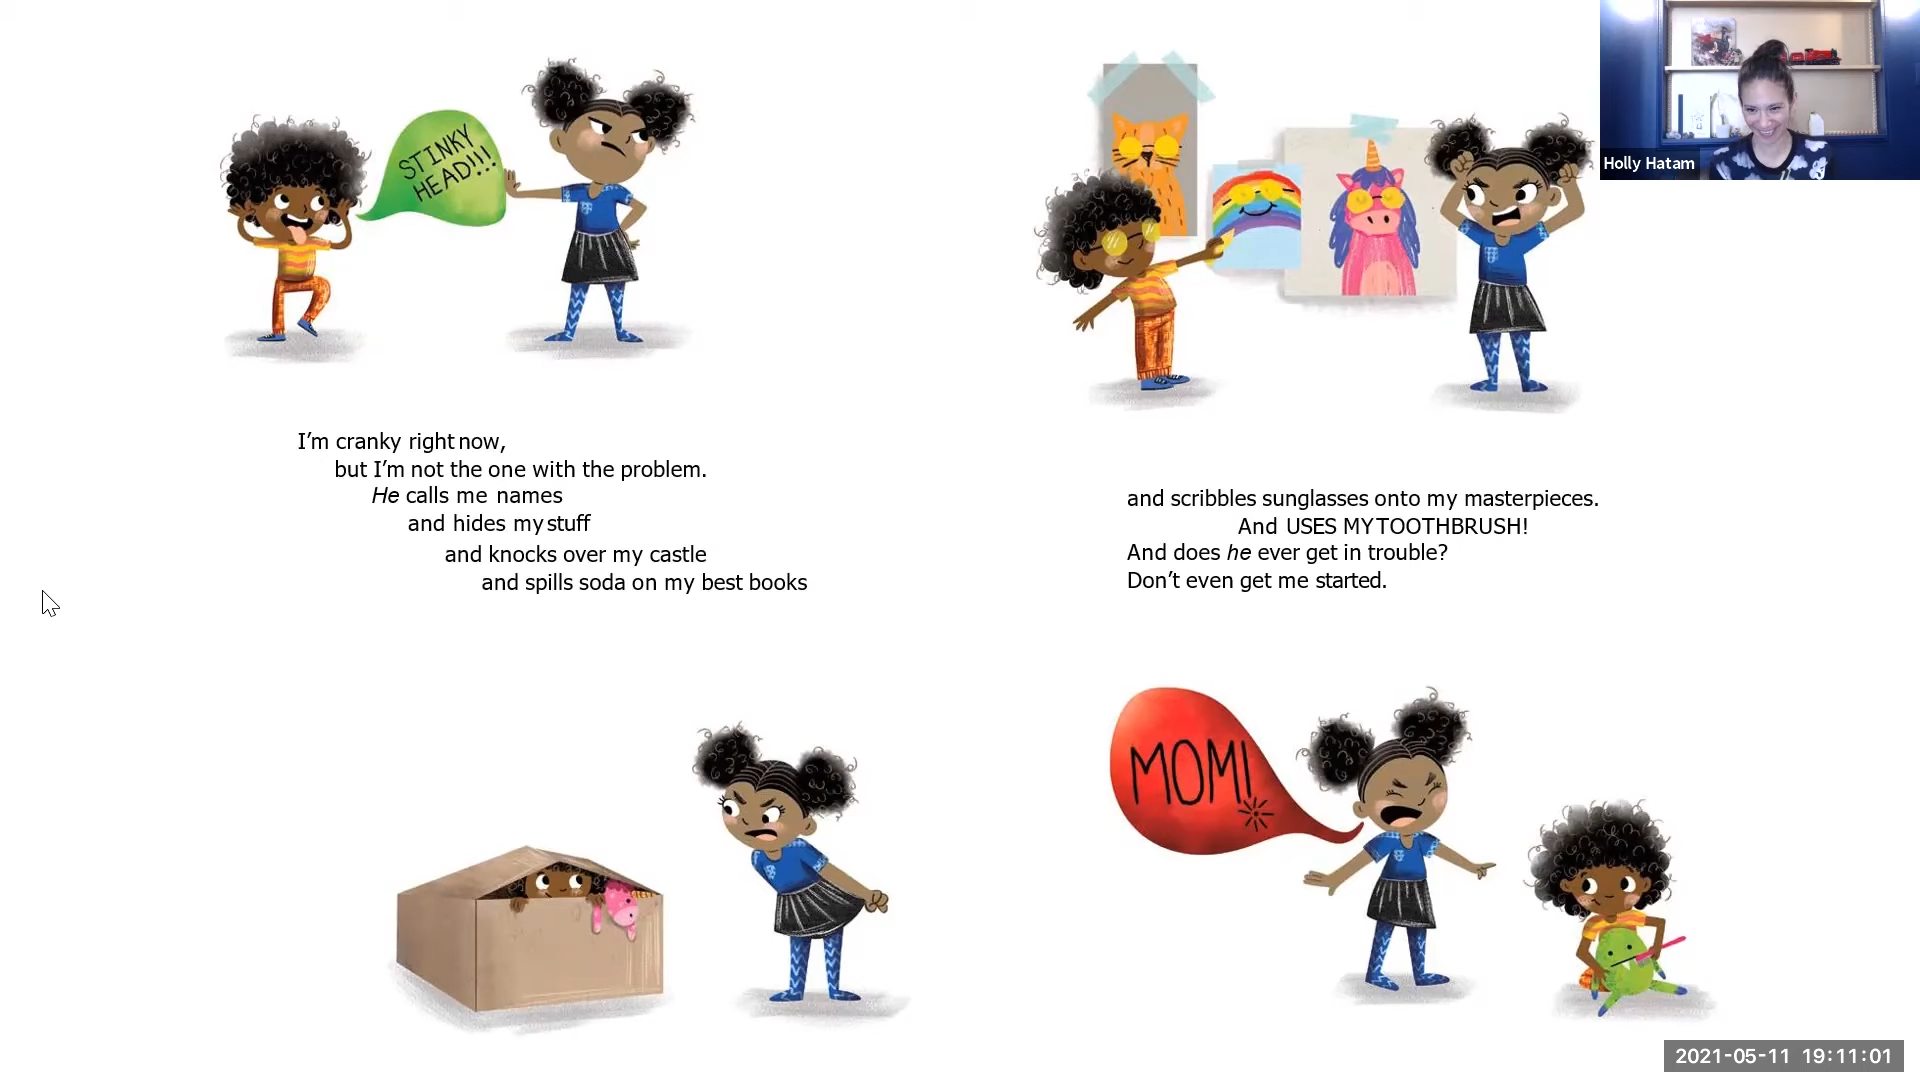 STINKY
HEAD!!!
Holly Hatam
I'm cranky right now,
but I'm not the one with the problem.
He calls me names
and hides my stuff
and knocks over my castle
and spills soda on my best books
and scribbles sunglasses onto my masterpieces.
And USES MY TOOTHBRUSH!
And does he ever get in trouble?
Don't even get me started.
MOM!
2021-05-11 19:11:01